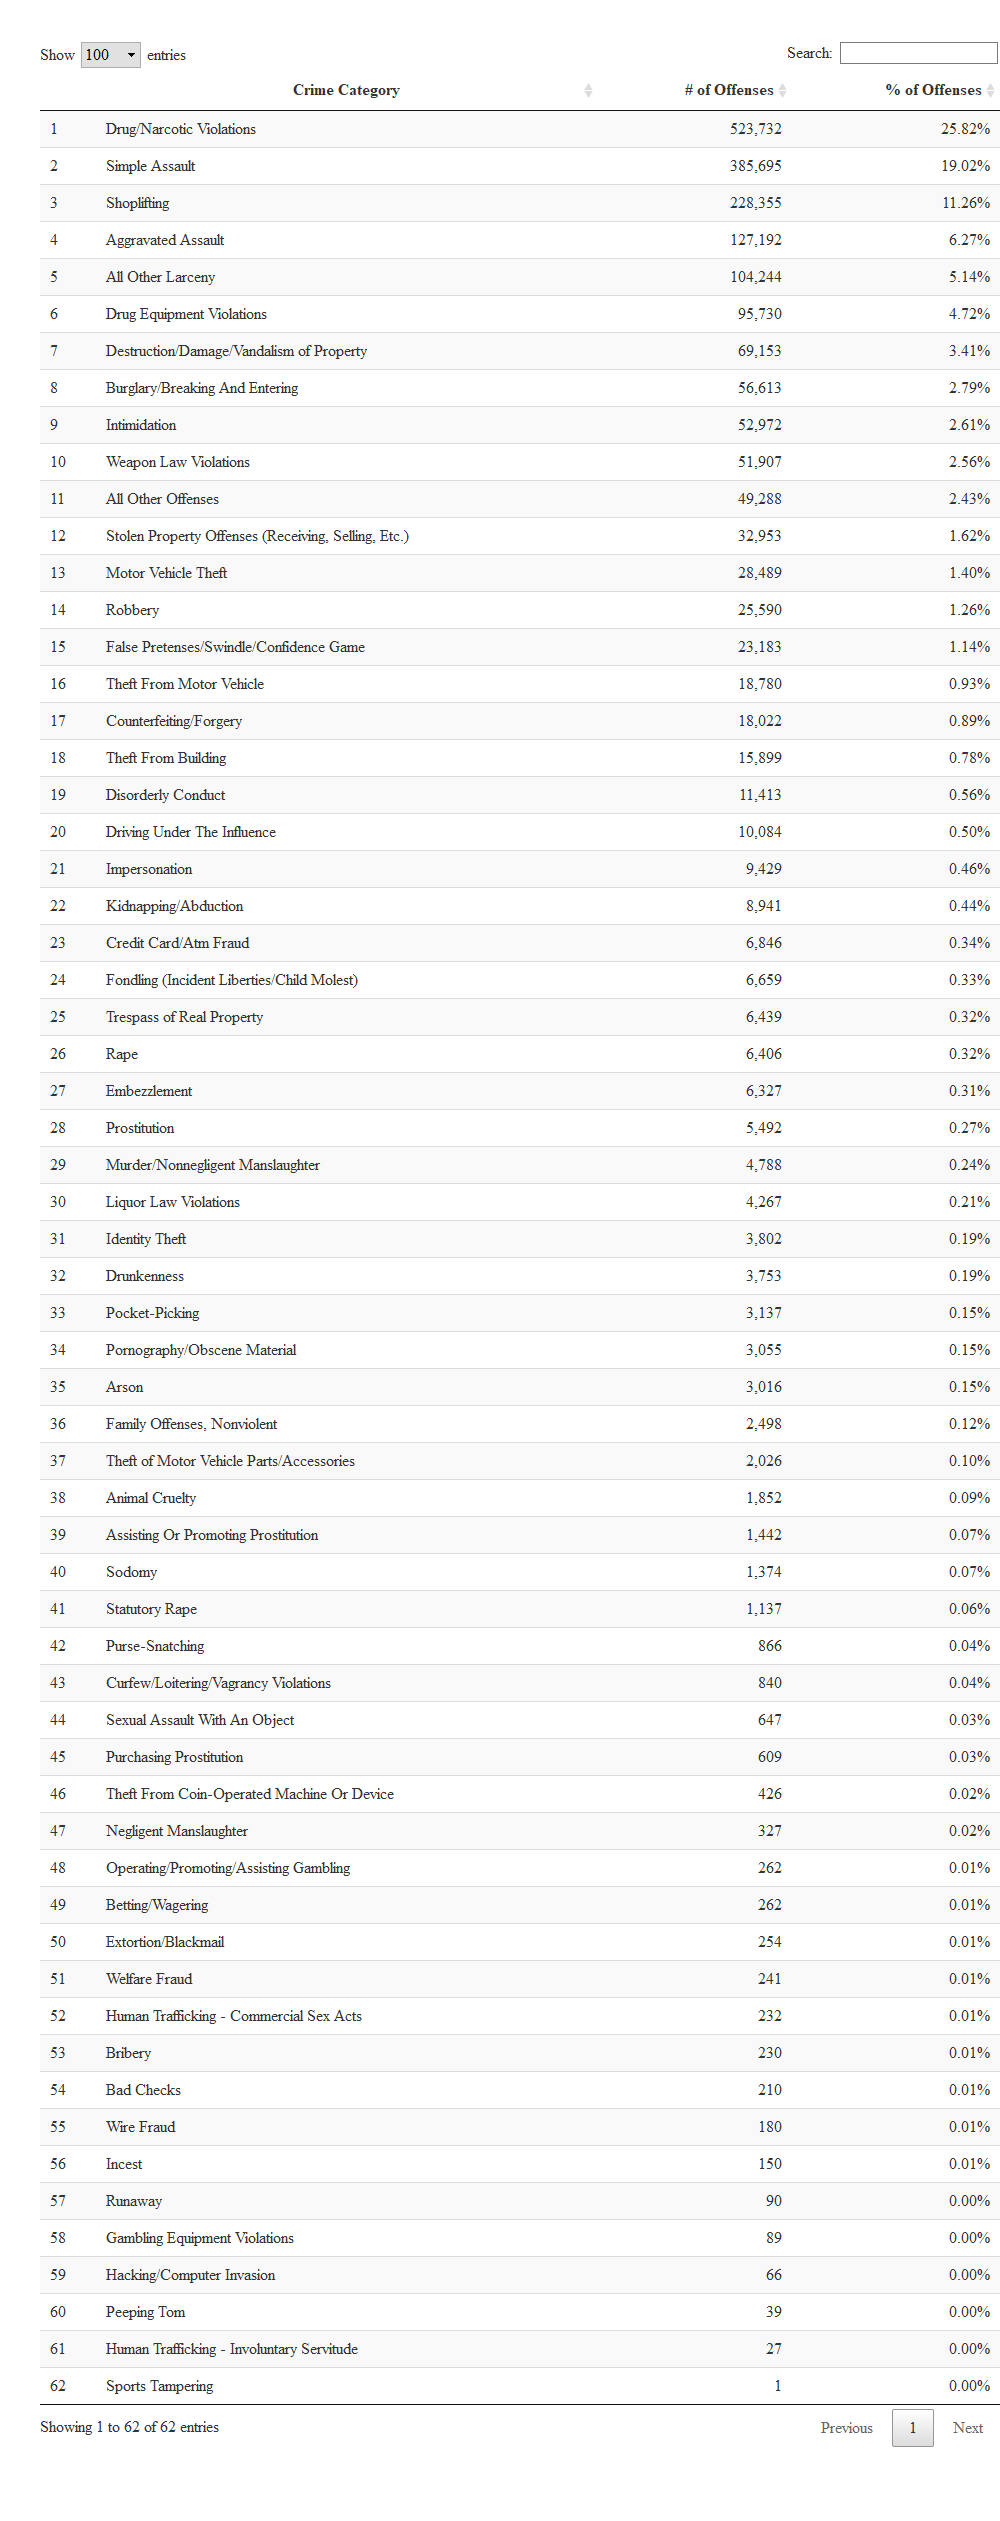 Show 100 entries Search:
Crime Category # of Offenses % of Offenses
1 Drug/Narcotic Violations 523,732 25.82%
2 Simple Assault 385,695 19.02%
3 Shoplifting 228,355 11.26%
4 Aggravated Assault 127,192 6.27%
5 All Other Larceny 104,244 5.14%
6 Drug Equipment Violations 95,730 4.72%
7 Destruction/Damage/Vandalism of Property 69,153 3.41%
8 Burglary/Breaking And Entering 56,613 2.79%
9 Intimidation 52,972 2.61%
10 Weapon Law Violations 51,907 2.56%
11 All Other Offenses 49,288 2.43%
12 Stolen Property Offenses (Receiving, Selling, Etc.) 32,953 1.62%
13 Motor Vehicle Theft 28,489 1.40%
14 Robbery 25,590 1.26%
15 False Pretenses/Swindle/Confidence Game 23,183 1.14%
16 Theft From Motor Vehicle 18,780 0.93%
17 Counterfeiting/Forgery 18,022 0.89%
18 Theft From Building 15,899 0.78%
19 Disorderly Conduct 11,413 0.56%
20 Driving Under The Influence 10,084 0.50%
21 Impersonation 9,429 0.46%
22 Kidnapping/Abduction 8,941 0.44%
23 Credit Card/Atm Fraud 6,846 0.34%
24 Fondling (Incident Liberties/Child Molest) 6,659 0.33%
25 Trespass of Real Property 6,439 0.32%
26 Rape 6,406 0.32%
27 Embezzlement 6,327 0.31%
28 Prostitution 5,492 0.27%
29 Murder/Nonnegligent Manslaughter 4,788 0.24%
30 Liquor Law Violations 4,267 0.21%
31 Identity Theft 3,802 0.19%
32 Drunkenness 3,753 0.19%
33 Pocket-Picking 3,137 0.15%
34 Pornography/Obscene Material 3,055 0.15%
35 Arson 3,016 0.15%
36 Family Offenses, Nonviolent 2,498 0.12%
37 Theft of Motor Vehicle Parts/Accessories 2,026 0.10%
38 Animal Cruelty 1,852 0.09%
39 Assisting Or Promoting Prostitution 1,442 0.07%
40 Sodomy 1,374 0.07%
41 Statutory Rape 1,137 0.06%
42 Purse-Snatching 866 0.04%
43 Curfew/Loitering/Vagrancy Violations 840 0.04%
44 Sexual Assault With An Object 647 0.03%
45 Purchasing Prostitution 609 0.03%
46 Theft From Coin-Operated Machine Or Device 426 0.02%
47 Negligent Manslaughter 327 0.02%
48 Operating/Promoting/Assisting Gambling 262 0.01%
49 Betting/Wagering 262 0.01%
50 Extortion/Blackmail 254 0.01%
51 Welfare Fraud 241 0.01%
52 Human Trafficking - Commercial Sex Acts 232 0.01%
53 Bribery 230 0.01%
54 Bad Checks 210 0.01%
55 Wire Fraud 180 0.01%
56 Incest 150 0.01%
57 Runaway 90 0.00%
58 Gambling Equipment Violations 89 0.00%
59 Hacking/Computer Invasion 66 0.00%
60 Peeping Tom 39 0.00%
61 Human Trafficking - Involuntary Servitude 27 0.00%
62 Sports Tampering 1 0.00%
Showing 1 to 62 of 62 entries Previous 1 Next